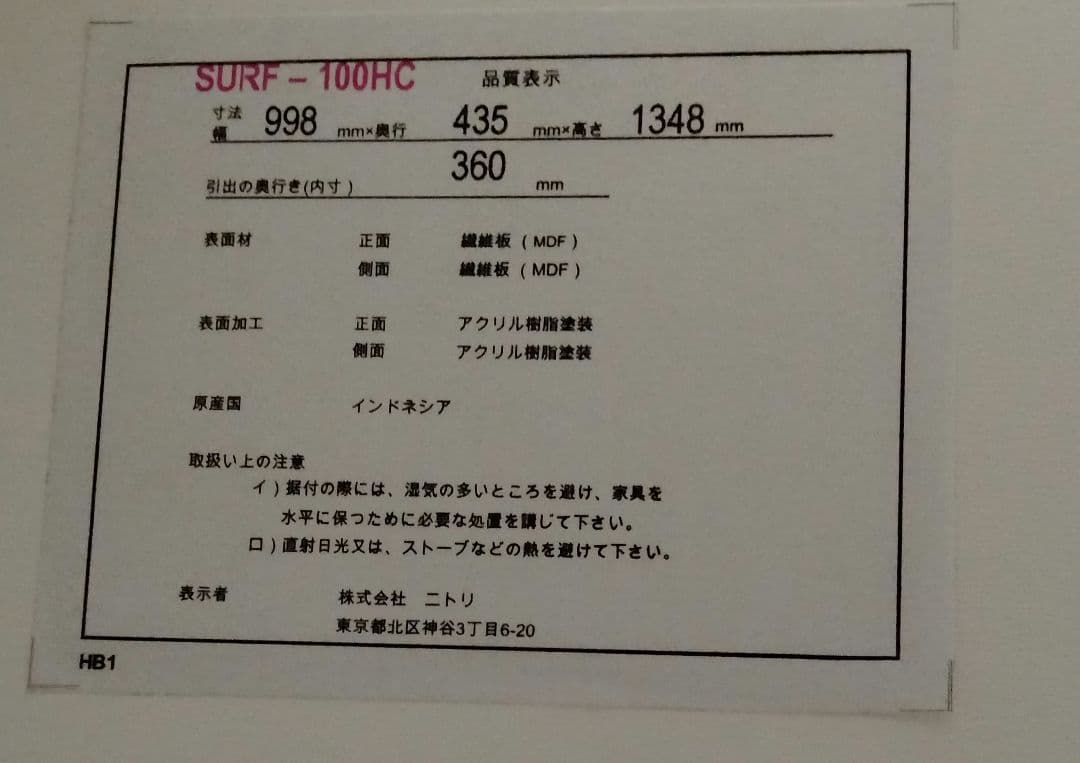 SURF－100HC 品質表示
寸法
幅 998 mm×奥行 435 mm×高さ 1348 mm
引出の奥行き(内寸) 360 mm
表面材 正面 繊維板(MDF)
側面 繊維板(MDF)
表面加工 正面 アクリル樹脂塗装
側面 アクリル樹脂塗装
原産国 インドネシア
取扱い上の注意
イ)据付の際には、湿気の多いところを避け、家具を
水平に保つために必要な処置を講じて下さい。
ロ)直射日光又は、ストーブなどの熱を避けて下さい。
表示者 株式会社 ニトリ
東京都北区神谷3丁目6-20
HB1